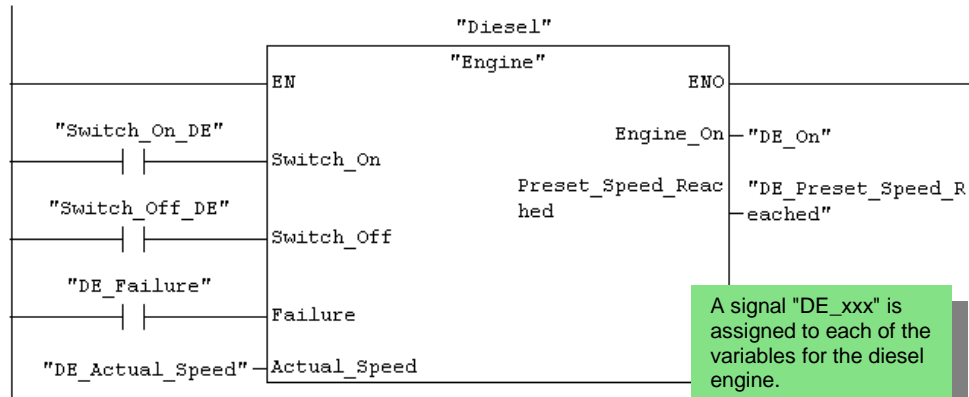 "Diesel"
"Engine"
EN
ENO
"Switch_On_DE"
Switch_On
Engine_On
"DE_On"
"Switch_Off_DE"
Switch_Off
Preset_Speed_Reac
hed
"DE_Preset_Speed_R
eached"
"DE_Failure"
Failure
"DE_Actual_Speed"
Actual_Speed
A signal "DE_xxx" is
assigned to each of the
variables for the diesel
engine.